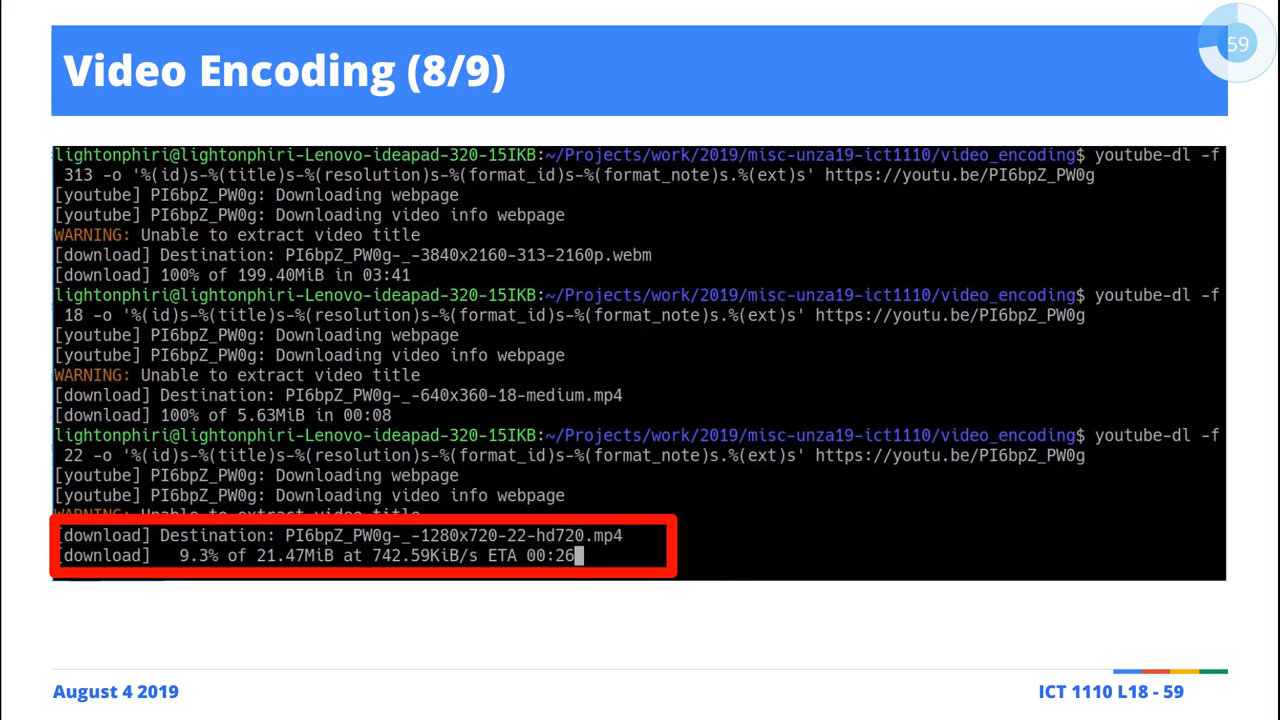 59
Video Encoding (8/9)
lightonphiri@lightonphiri-Lenovo-ideapad-320-15IKB:~/Projects/work/2019/misc-unza19-ict1110/video_encoding$ youtube-dl -f
313 -o '%(id)s-%(title)s-%(resolution)s-%(format_id)s-%(format_note)s.%(ext)s' https://youtu.be/PI6bpZ_PW0g
[youtube] PI6bpZ_PW0g: Downloading webpage
[youtube] PI6bpZ_PW0g: Downloading video info webpage
WARNING: Unable to extract video title
[download] Destination: PI6bpZ_PW0g-_-3840x2160-313-2160p.webm
[download] 100% of 199.40MiB in 03:41
lightonphiri@lightonphiri-Lenovo-ideapad-320-15IKB:~/Projects/work/2019/misc-unza19-ict1110/video_encoding$ youtube-dl -f
18 -o '%(id)s-%(title)s-%(resolution)s-%(format_id)s-%(format_note)s.%(ext)s' https://youtu.be/PI6bpZ_PW0g
[youtube] PI6bpZ_PW0g: Downloading webpage
[youtube] PI6bpZ_PW0g: Downloading video info webpage
WARNING: Unable to extract video title
[download] Destination: PI6bpZ_PW0g-_-640x360-18-medium.mp4
[download] 100% of 5.63MiB in 00:08
lightonphiri@lightonphiri-Lenovo-ideapad-320-15IKB:~/Projects/work/2019/misc-unza19-ict1110/video_encoding$ youtube-dl -f
22 -o '%(id)s-%(title)s-%(resolution)s-%(format_id)s-%(format_note)s.%(ext)s' https://youtu.be/PI6bpZ_PW0g
[youtube] PI6bpZ_PW0g: Downloading webpage
[youtube] PI6bpZ_PW0g: Downloading video info webpage
WARNING: Unable to extract video title
[download] Destination: PI6bpZ_PW0g-_-1280x720-22-hd720.mp4
[download] 9.3% of 21.47MiB at 742.59KiB/s ETA 00:26
August 4 2019
ICT 1110 L18 - 59